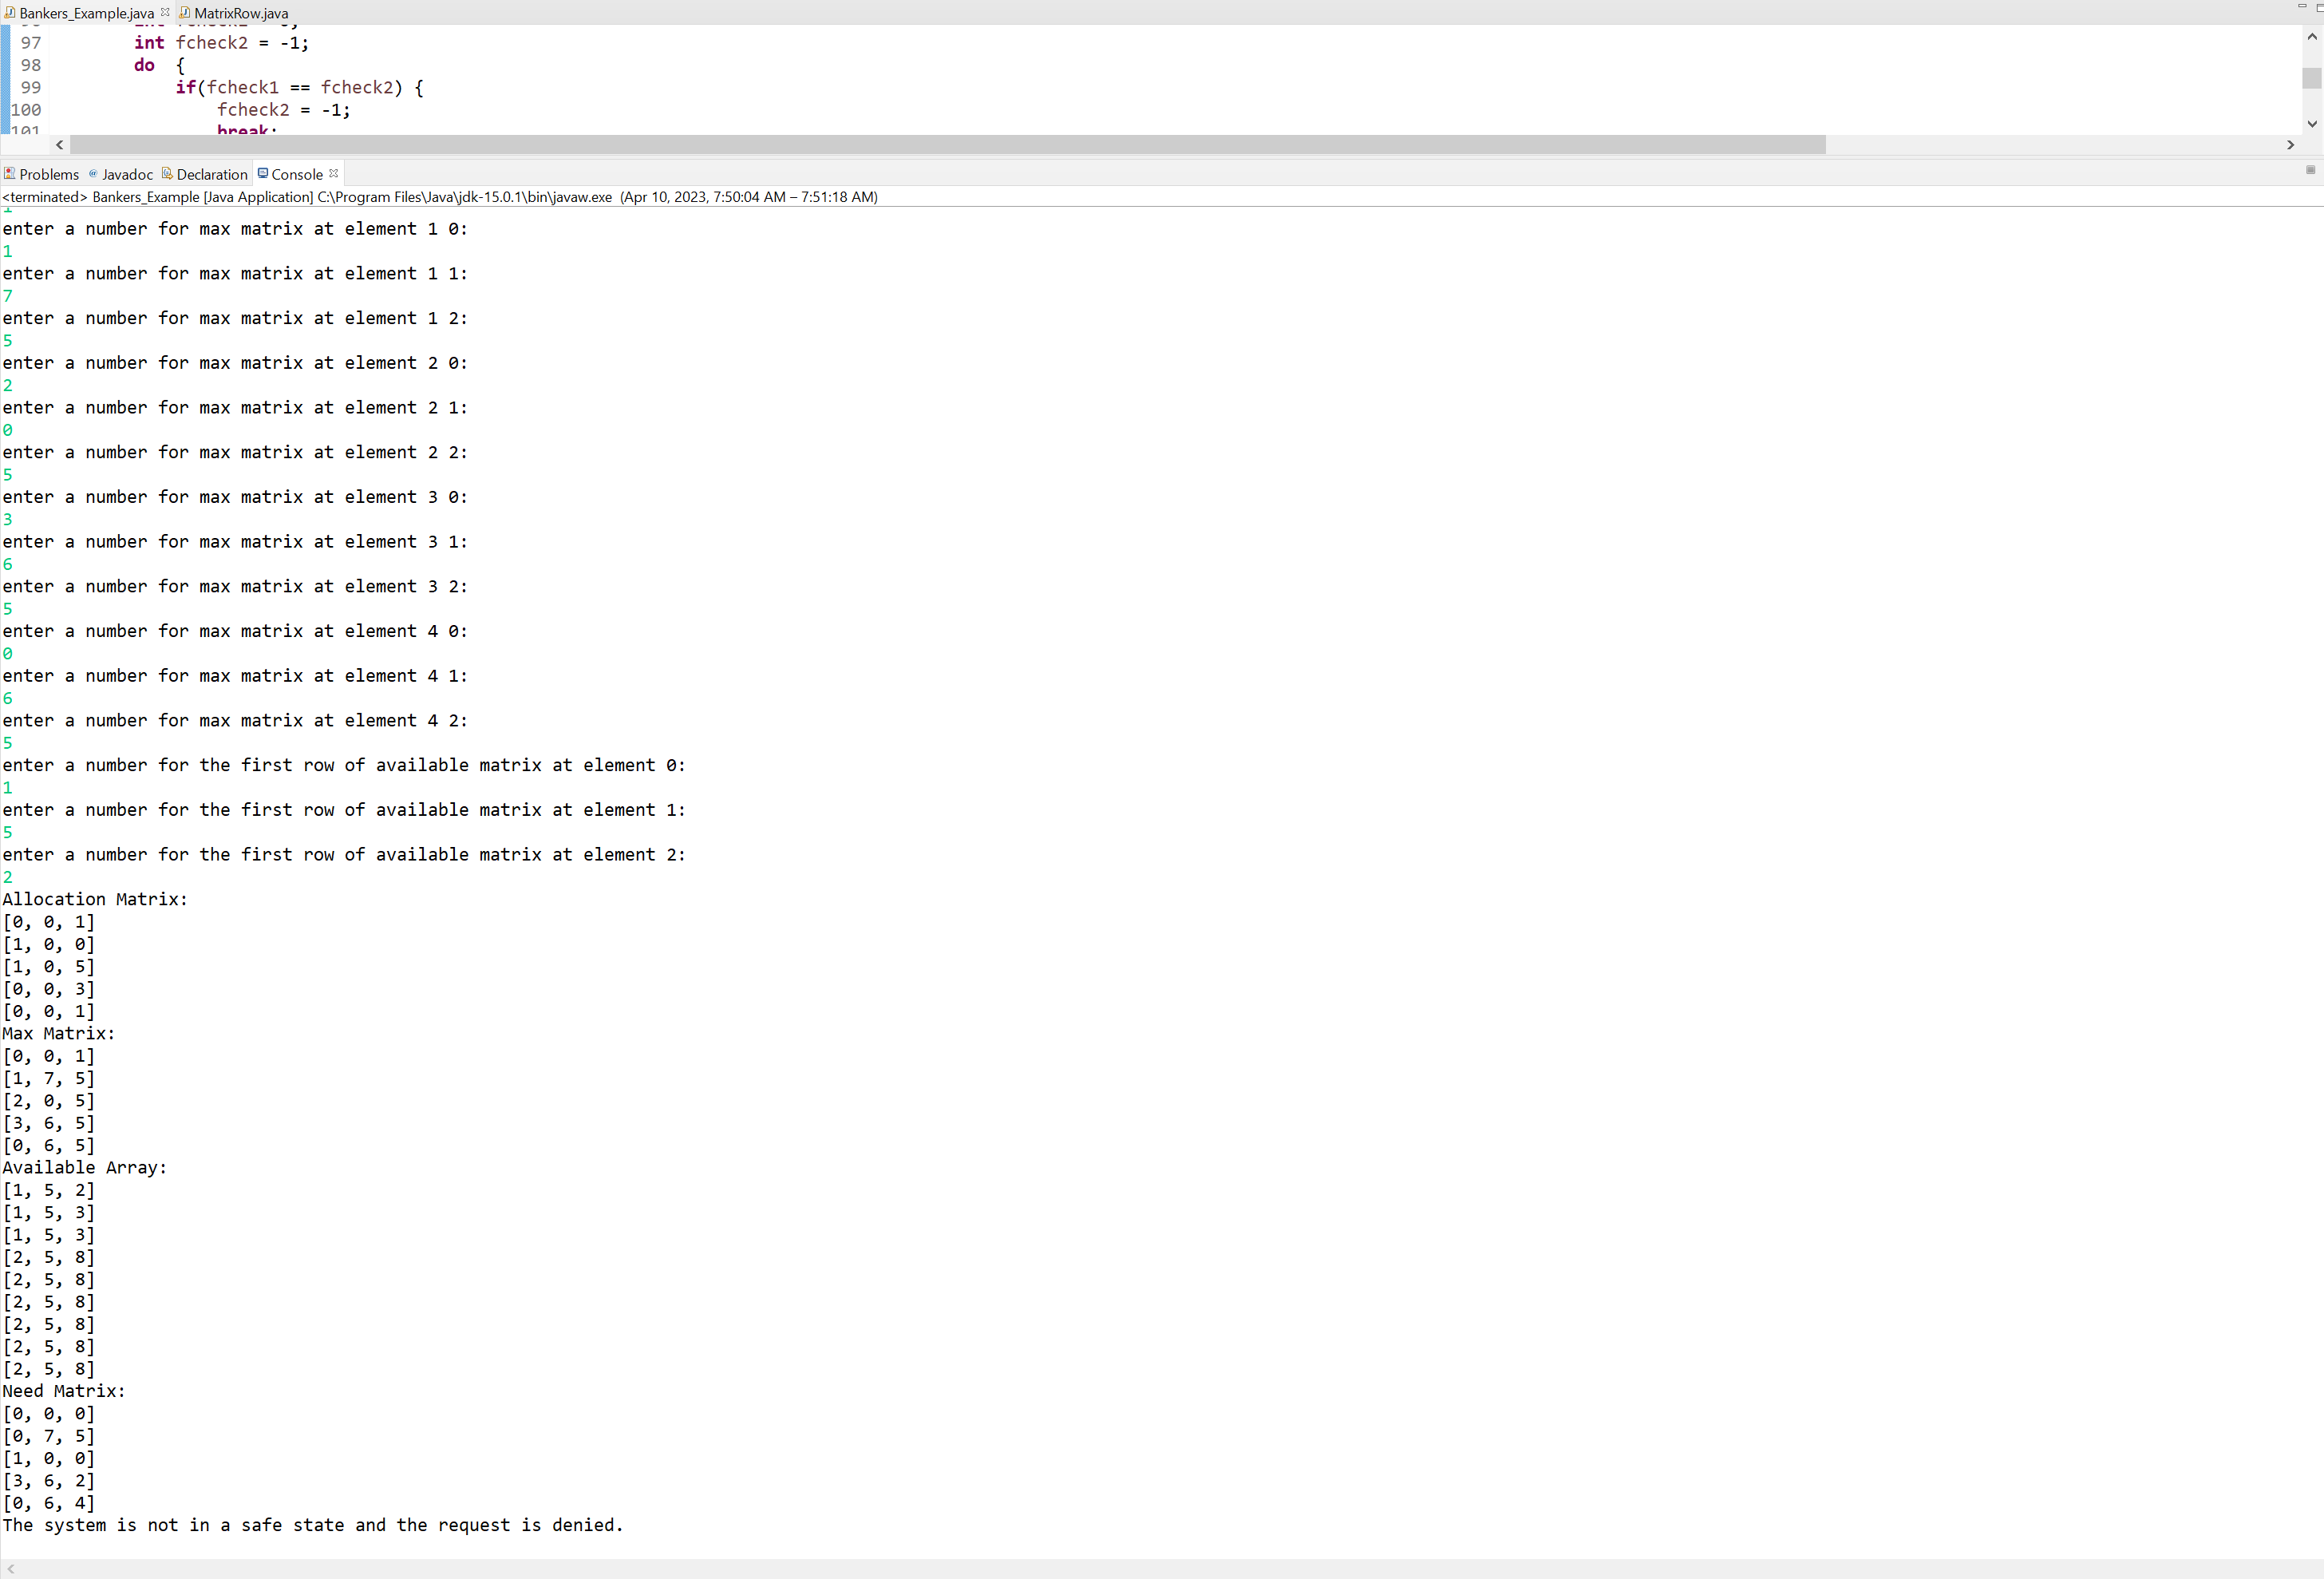 Bankers_Example.java MatrixRow.java
97 int fcheck2 = -1;
98 do {
99 if(fcheck1 == fcheck2) {
100 fcheck2 = -1;
101 break;
Problems Javadoc Declaration Console
<terminated> Bankers_Example [Java Application] C:\Program Files\Java\jdk-15.0.1\bin\javaw.exe (Apr 10, 2023, 7:50:04 AM – 7:51:18 AM)
enter a number for max matrix at element 1 0:
1
enter a number for max matrix at element 1 1:
7
enter a number for max matrix at element 1 2:
5
enter a number for max matrix at element 2 0:
2
enter a number for max matrix at element 2 1:
0
enter a number for max matrix at element 2 2:
5
enter a number for max matrix at element 3 0:
3
enter a number for max matrix at element 3 1:
6
enter a number for max matrix at element 3 2:
5
enter a number for max matrix at element 4 0:
0
enter a number for max matrix at element 4 1:
6
enter a number for max matrix at element 4 2:
5
enter a number for the first row of available matrix at element 0:
1
enter a number for the first row of available matrix at element 1:
5
enter a number for the first row of available matrix at element 2:
2
Allocation Matrix:
[0, 0, 1]
[1, 0, 0]
[1, 0, 5]
[0, 0, 3]
[0, 0, 1]
Max Matrix:
[0, 0, 1]
[1, 7, 5]
[2, 0, 5]
[3, 6, 5]
[0, 6, 5]
Available Array:
[1, 5, 2]
[1, 5, 3]
[1, 5, 3]
[2, 5, 8]
[2, 5, 8]
[2, 5, 8]
[2, 5, 8]
[2, 5, 8]
[2, 5, 8]
Need Matrix:
[0, 0, 0]
[0, 7, 5]
[1, 0, 0]
[3, 6, 2]
[0, 6, 4]
The system is not in a safe state and the request is denied.